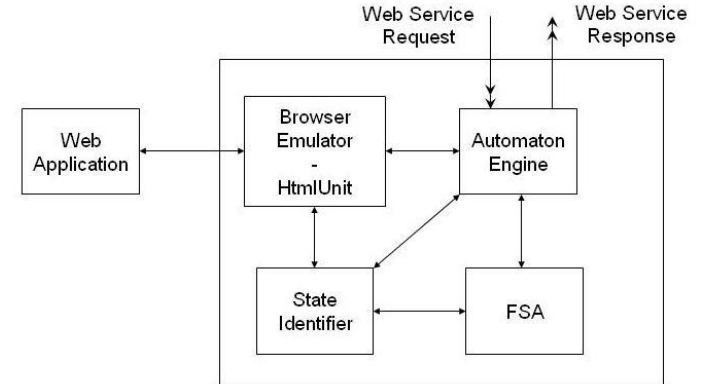 Web Service
Request
Web Service
Response
Web
Application
Browser
Emulator
-
HtmlUnit
Automaton
Engine
State
Identifier
FSA